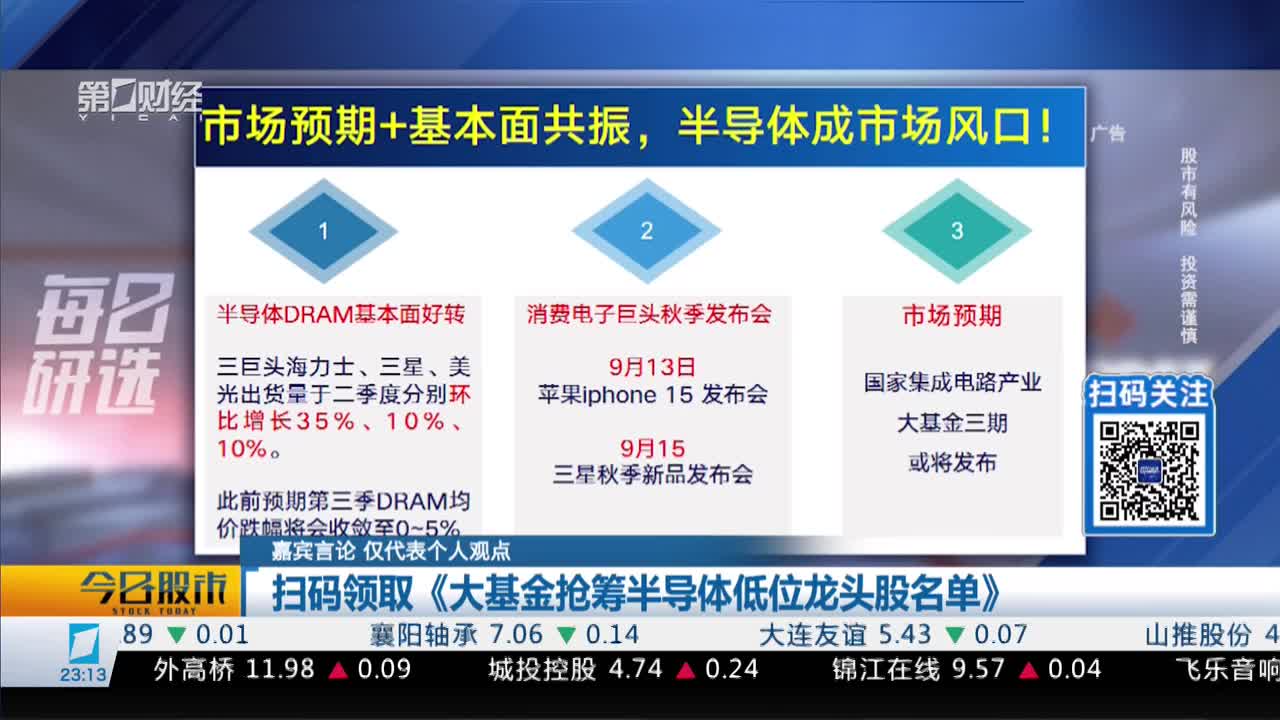 第一财经
YICAI
市场预期+基本面共振，半导体成市场风口！
广告
股市有风险 投资需谨慎
每日
研选
1
半导体DRAM基本面好转
三巨头海力士、三星、美
光出货量于二季度分别环
比增长35%、10%、
10%。
此前预期第三季DRAM均
价跌幅将会收敛至0~5%
2
消费电子巨头秋季发布会
9月13日
苹果iphone 15 发布会
9月15
三星秋季新品发布会
3
市场预期
国家集成电路产业
大基金三期
或将发布
扫码关注
嘉宾言论 仅代表个人观点
今日股市
STOCK TODAY
扫码领取《大基金抢筹半导体低位龙头股名单》
.89 ▼ 0.01 襄阳轴承 7.06 ▼ 0.14 大连友谊 5.43 ▼ 0.07 山推股份 4
23:13
外高桥 11.98 ▲ 0.09 城投控股 4.74 ▲ 0.24 锦江在线 9.57 ▲ 0.04 飞乐音响